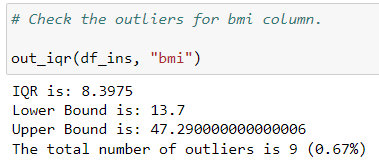 # Check the outliers for bmi column.
out_iqr(df_ins, "bmi")
IQR is: 8.3975
Lower Bound is: 13.7
Upper Bound is: 47.290000000000006
The total number of outliers is 9 (0.67%)